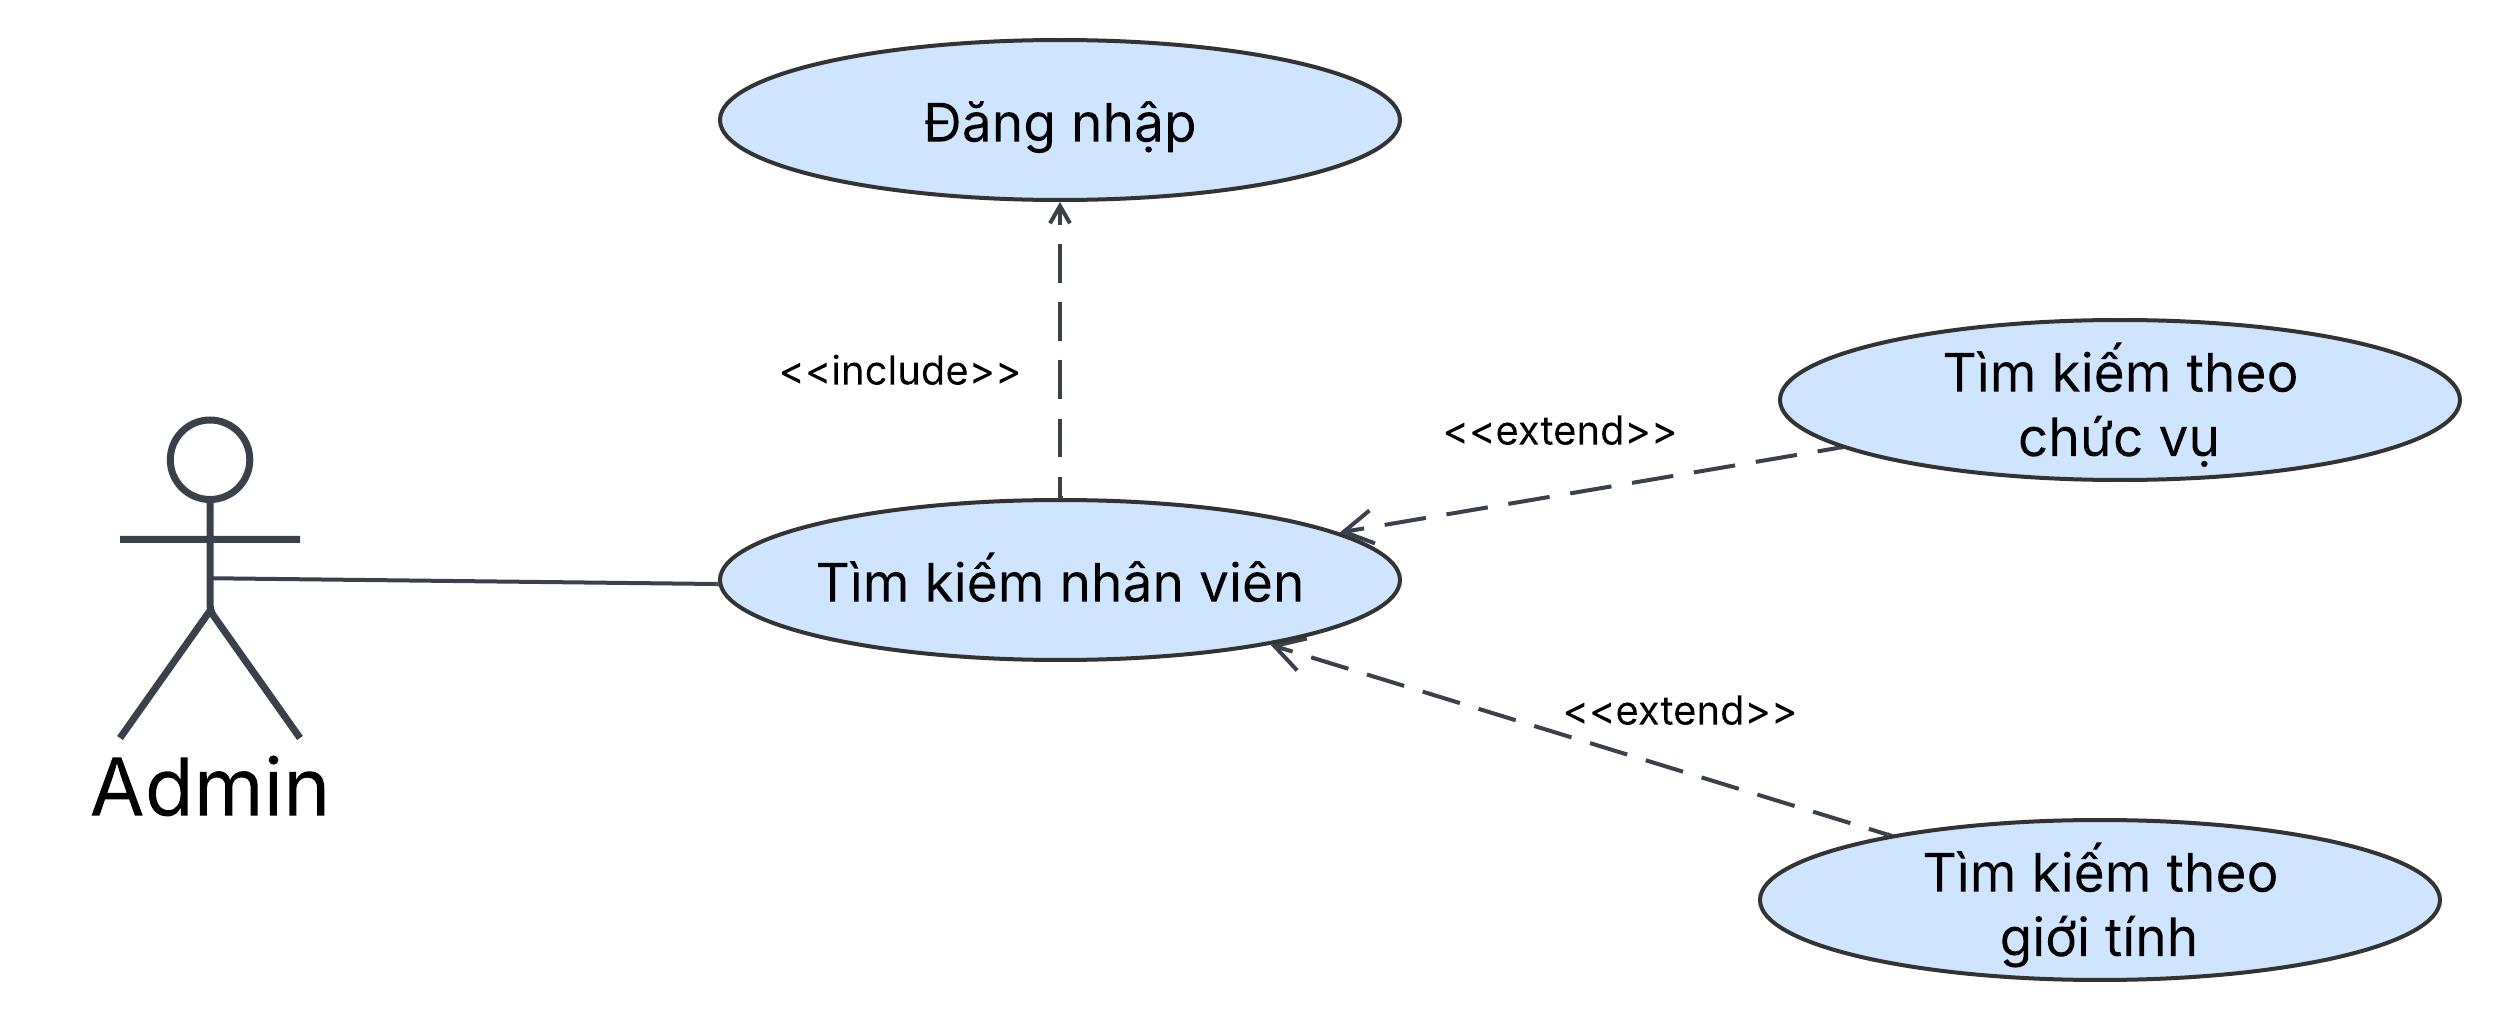 Đăng nhập
<<include>>
Tìm kiếm theo
chức vụ
<<extend>>
Tìm kiếm nhân viên
<<extend>>
Admin
Tìm kiếm theo
giới tính